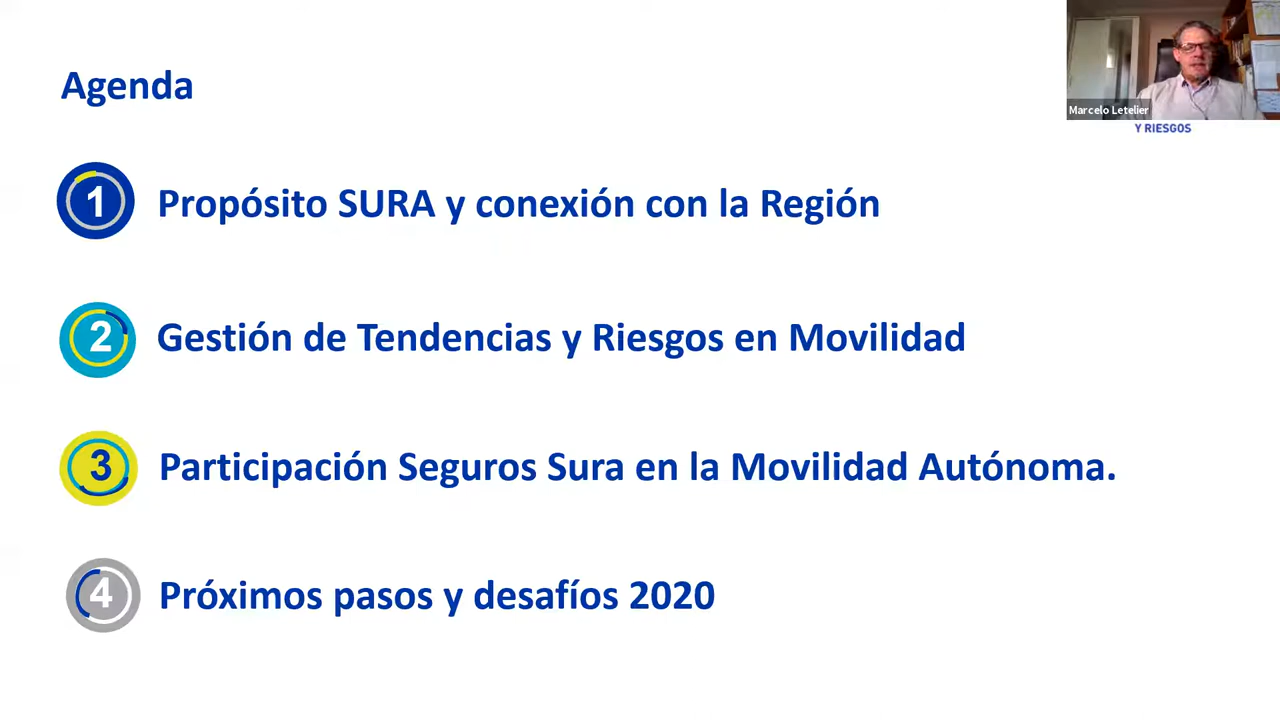 Agenda
Marcelo Letelier
Y RIESGOS
1 Propósito SURA y conexión con la Región
2 Gestión de Tendencias y Riesgos en Movilidad
3 Participación Seguros Sura en la Movilidad Autónoma.
4 Próximos pasos y desafíos 2020